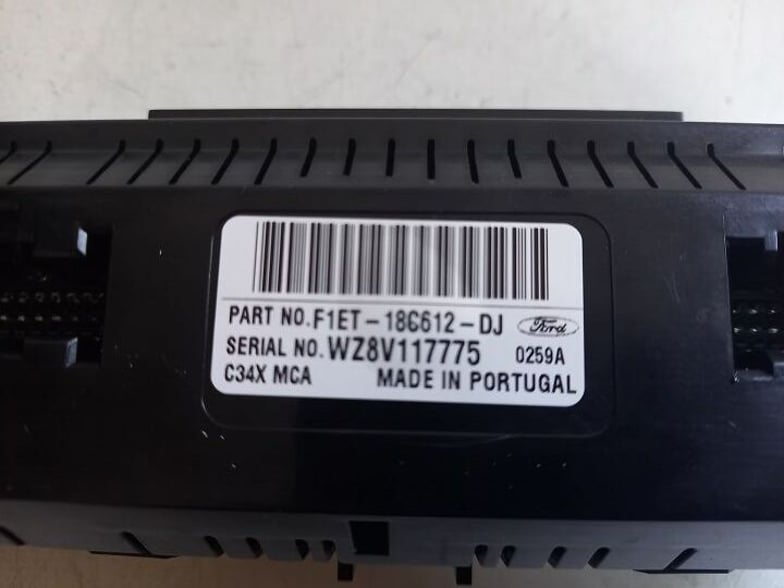 PART NO. F1ET-18C612-DJ Ford
SERIAL NO. WZ8V117775 0259A
C34X MCA MADE IN PORTUGAL